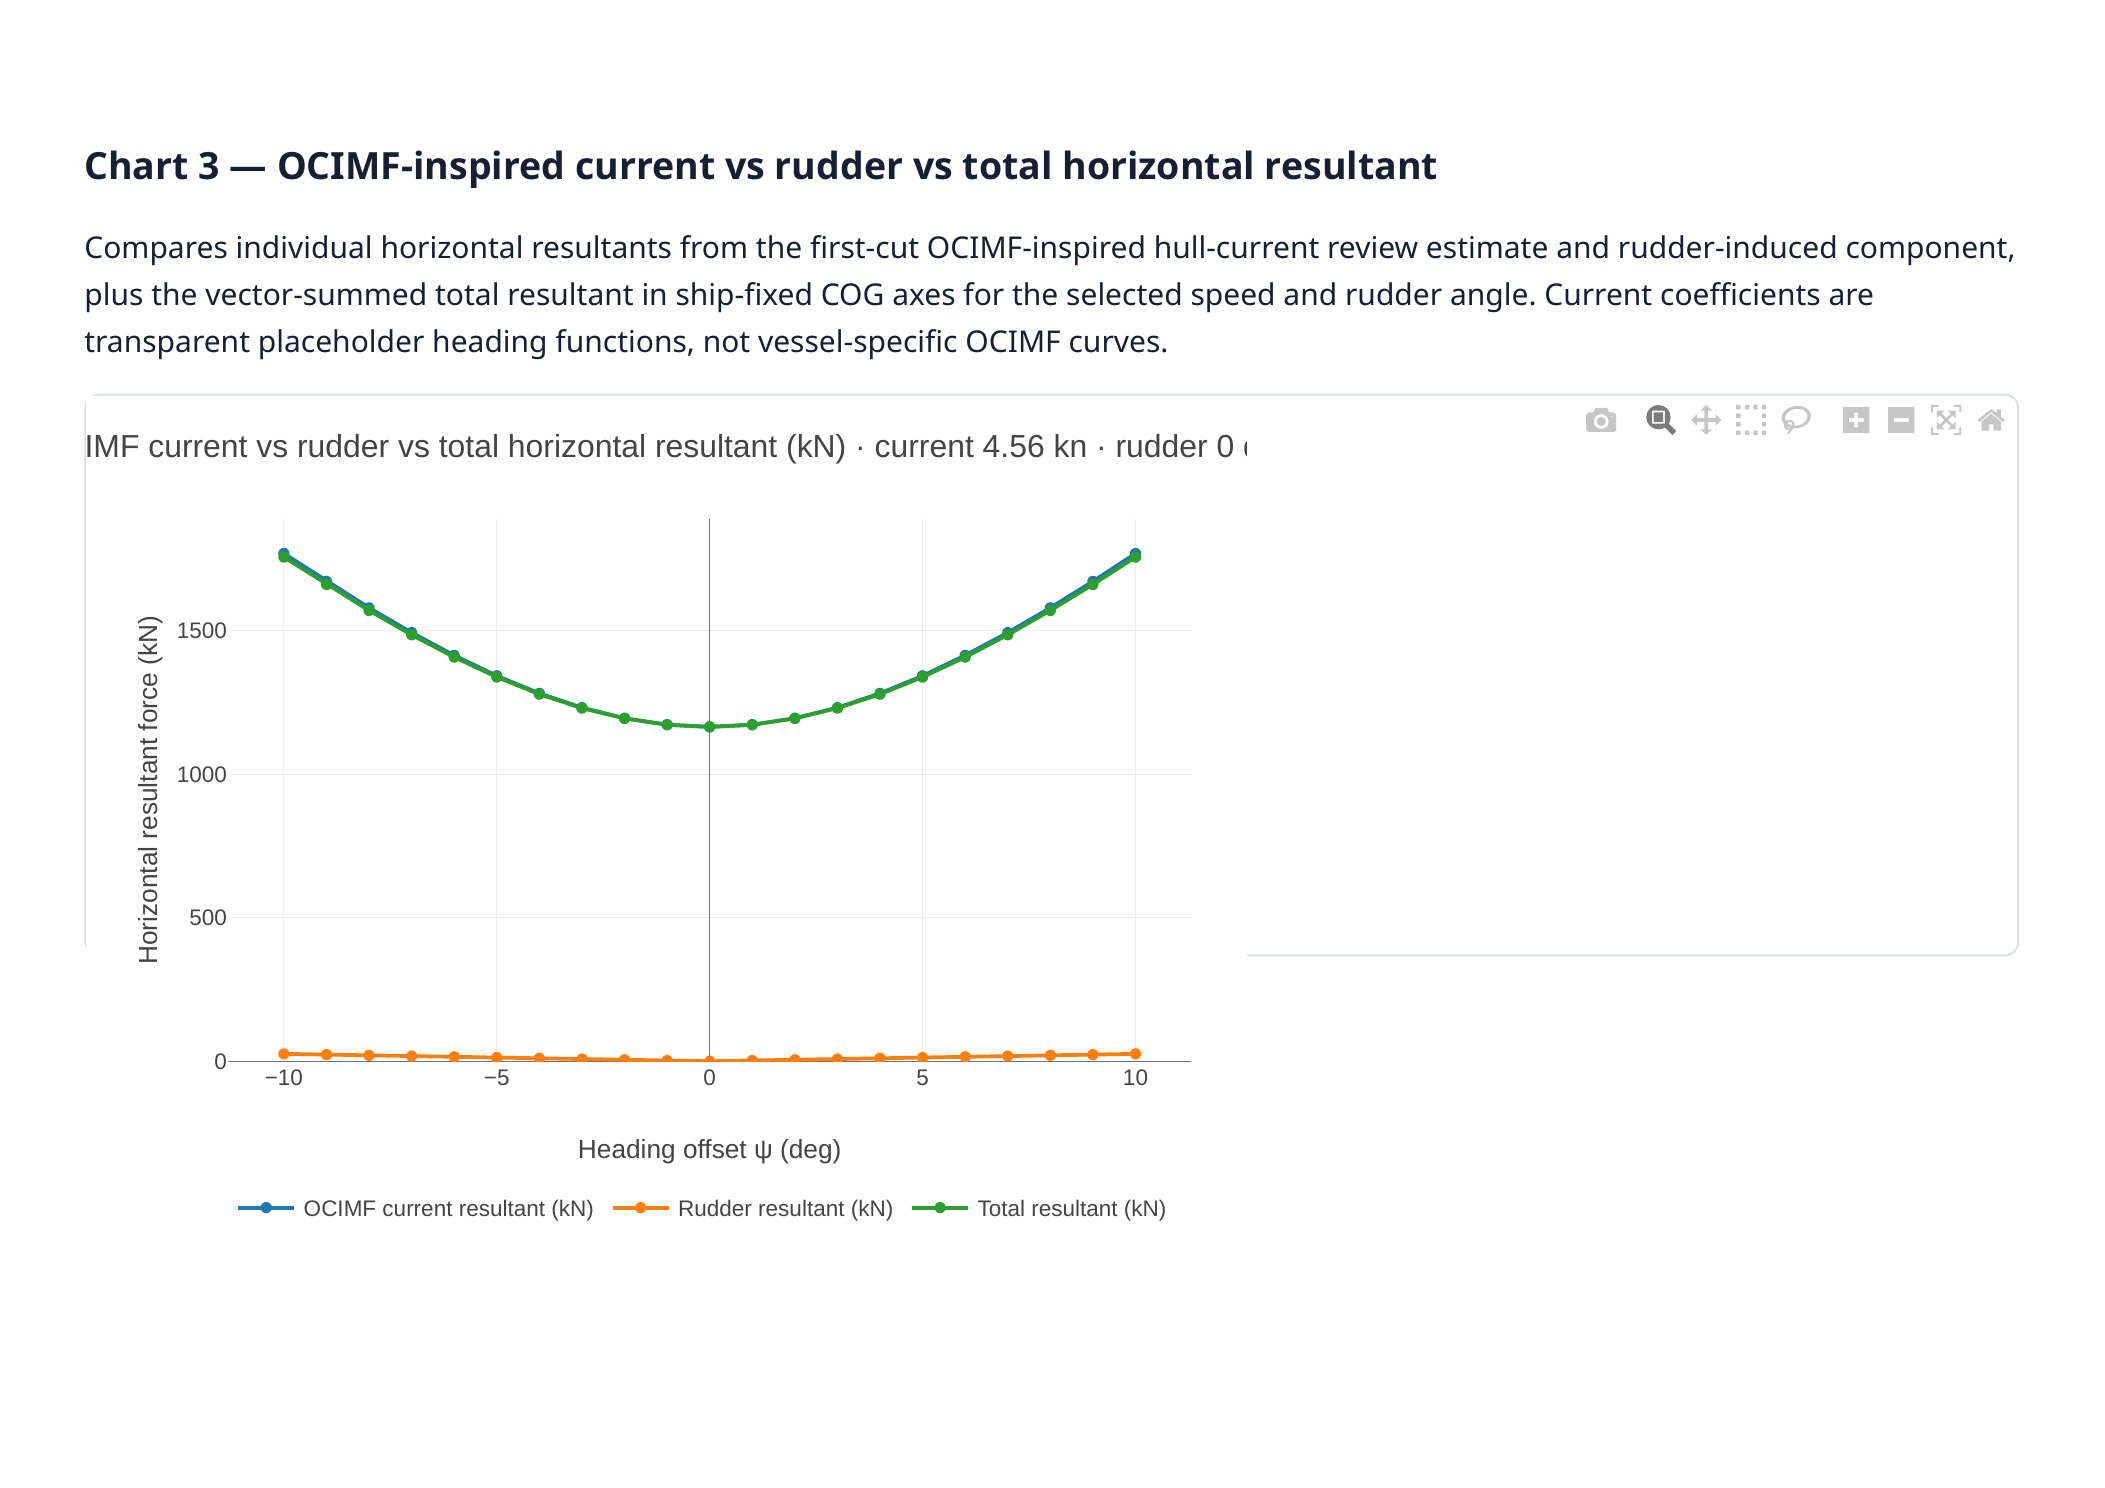 Chart 3 — OCIMF-inspired current vs rudder vs total horizontal resultant
Compares individual horizontal resultants from the first-cut OCIMF-inspired hull-current review estimate and rudder-induced component,
plus the vector-summed total resultant in ship-fixed COG axes for the selected speed and rudder angle. Current coefficients are
transparent placeholder heading functions, not vessel-specific OCIMF curves.
IMF current vs rudder vs total horizontal resultant (kN) · current 4.56 kn · rudder 0
Horizontal resultant force (kN)
1500
1000
500
0
−10
−5
0
5
10
Heading offset ψ (deg)
OCIMF current resultant (kN)
Rudder resultant (kN)
Total resultant (kN)